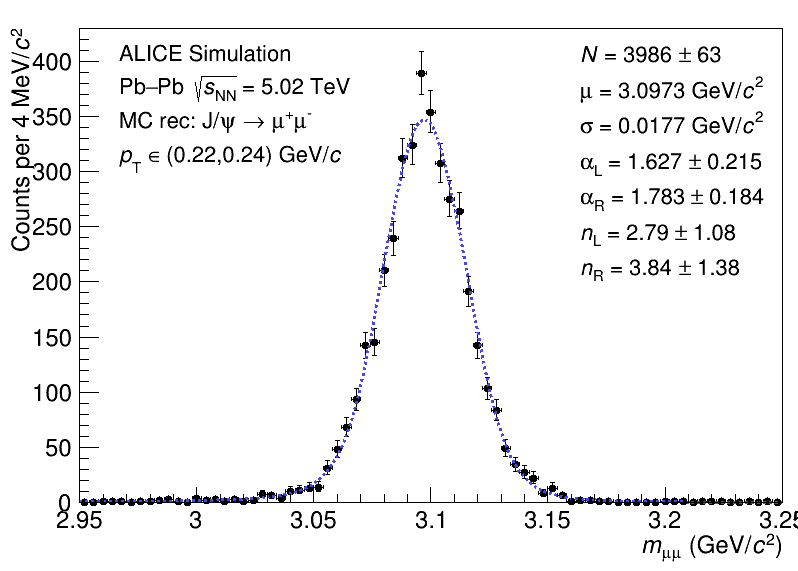 ALICE Simulation
Pb–Pb √sNN = 5.02 TeV
MC rec: J/ψ → μ+μ-
pT ∈ (0.22,0.24) GeV/c
N = 3986 ± 63
μ = 3.0973 GeV/c²
σ = 0.0177 GeV/c²
αL = 1.627 ± 0.215
αR = 1.783 ± 0.184
nL = 2.79 ± 1.08
nR = 3.84 ± 1.38
Counts per 4 MeV/c²
400
350
300
250
200
150
100
50
0
2.95 3 3.05 3.1 3.15 3.2 3.25
mμμ (GeV/c²)